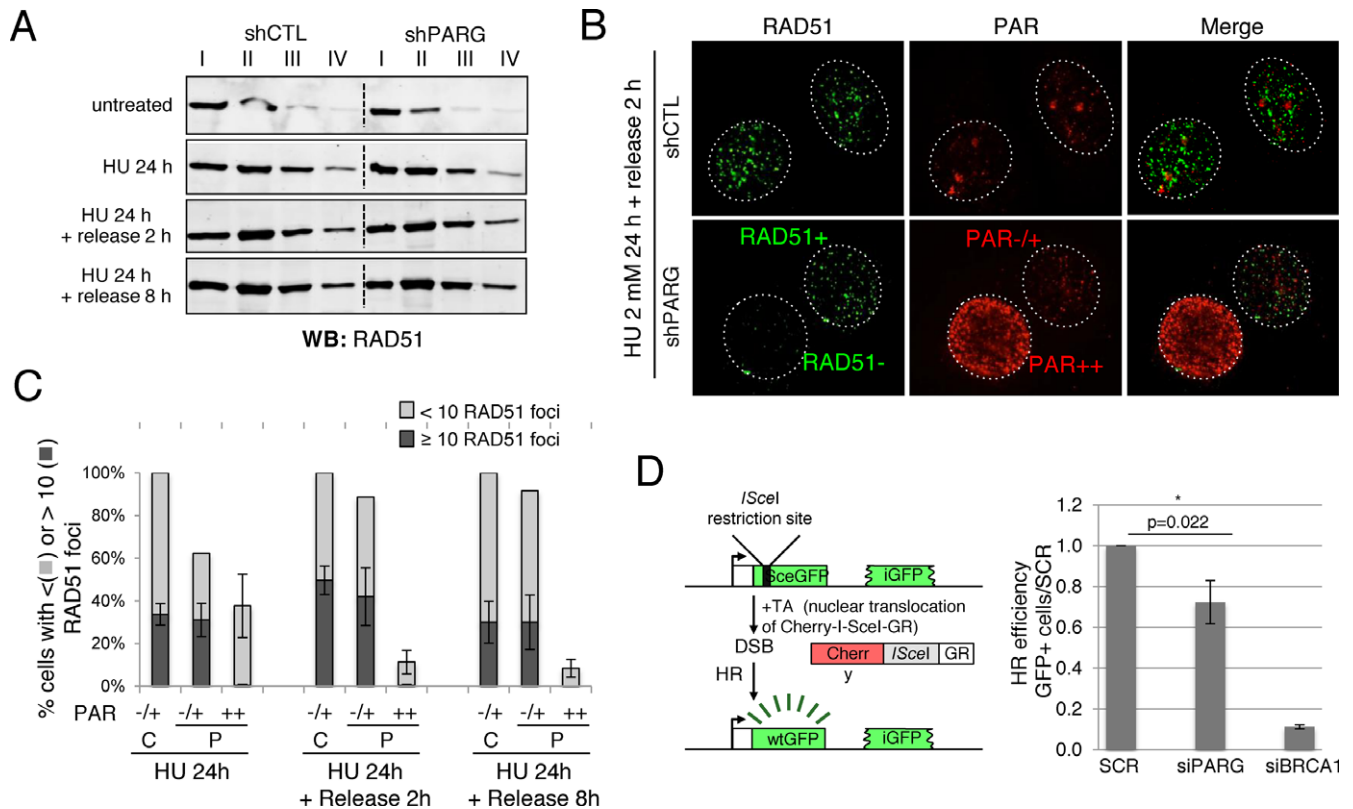 A
shCTL shPARG
I II III IV I II III IV
untreated
HU 24 h
HU 24 h
+ release 2 h
HU 24 h
+ release 8 h
WB: RAD51
B
RAD51 PAR Merge
HU 2 mM 24 h + release 2 h
shCTL
shPARG
RAD51+ PAR-/+
RAD51- PAR++
C
< 10 RAD51 foci
≥ 10 RAD51 foci
% cells with <(■) or > 10 (■)
RAD51 foci
100%
80%
60%
40%
20%
0%
PAR -/+ -/+ ++ -/+ -/+ ++ -/+ -/+ ++
C P C P C P
HU 24h HU 24h HU 24h
+ Release 2h + Release 8h
D
ISceI
restriction site
SceGFP iGFP
+TA (nuclear translocation
of Cherry-I-SceI-GR)
DSB
Cherr ISceI GR
y
HR
wtGFP iGFP
HR efficiency
GFP+ cells/SCR
1.2
1.0
0.8
0.6
0.4
0.2
0.0
*
p=0.022
SCR siPARG siBRCA1